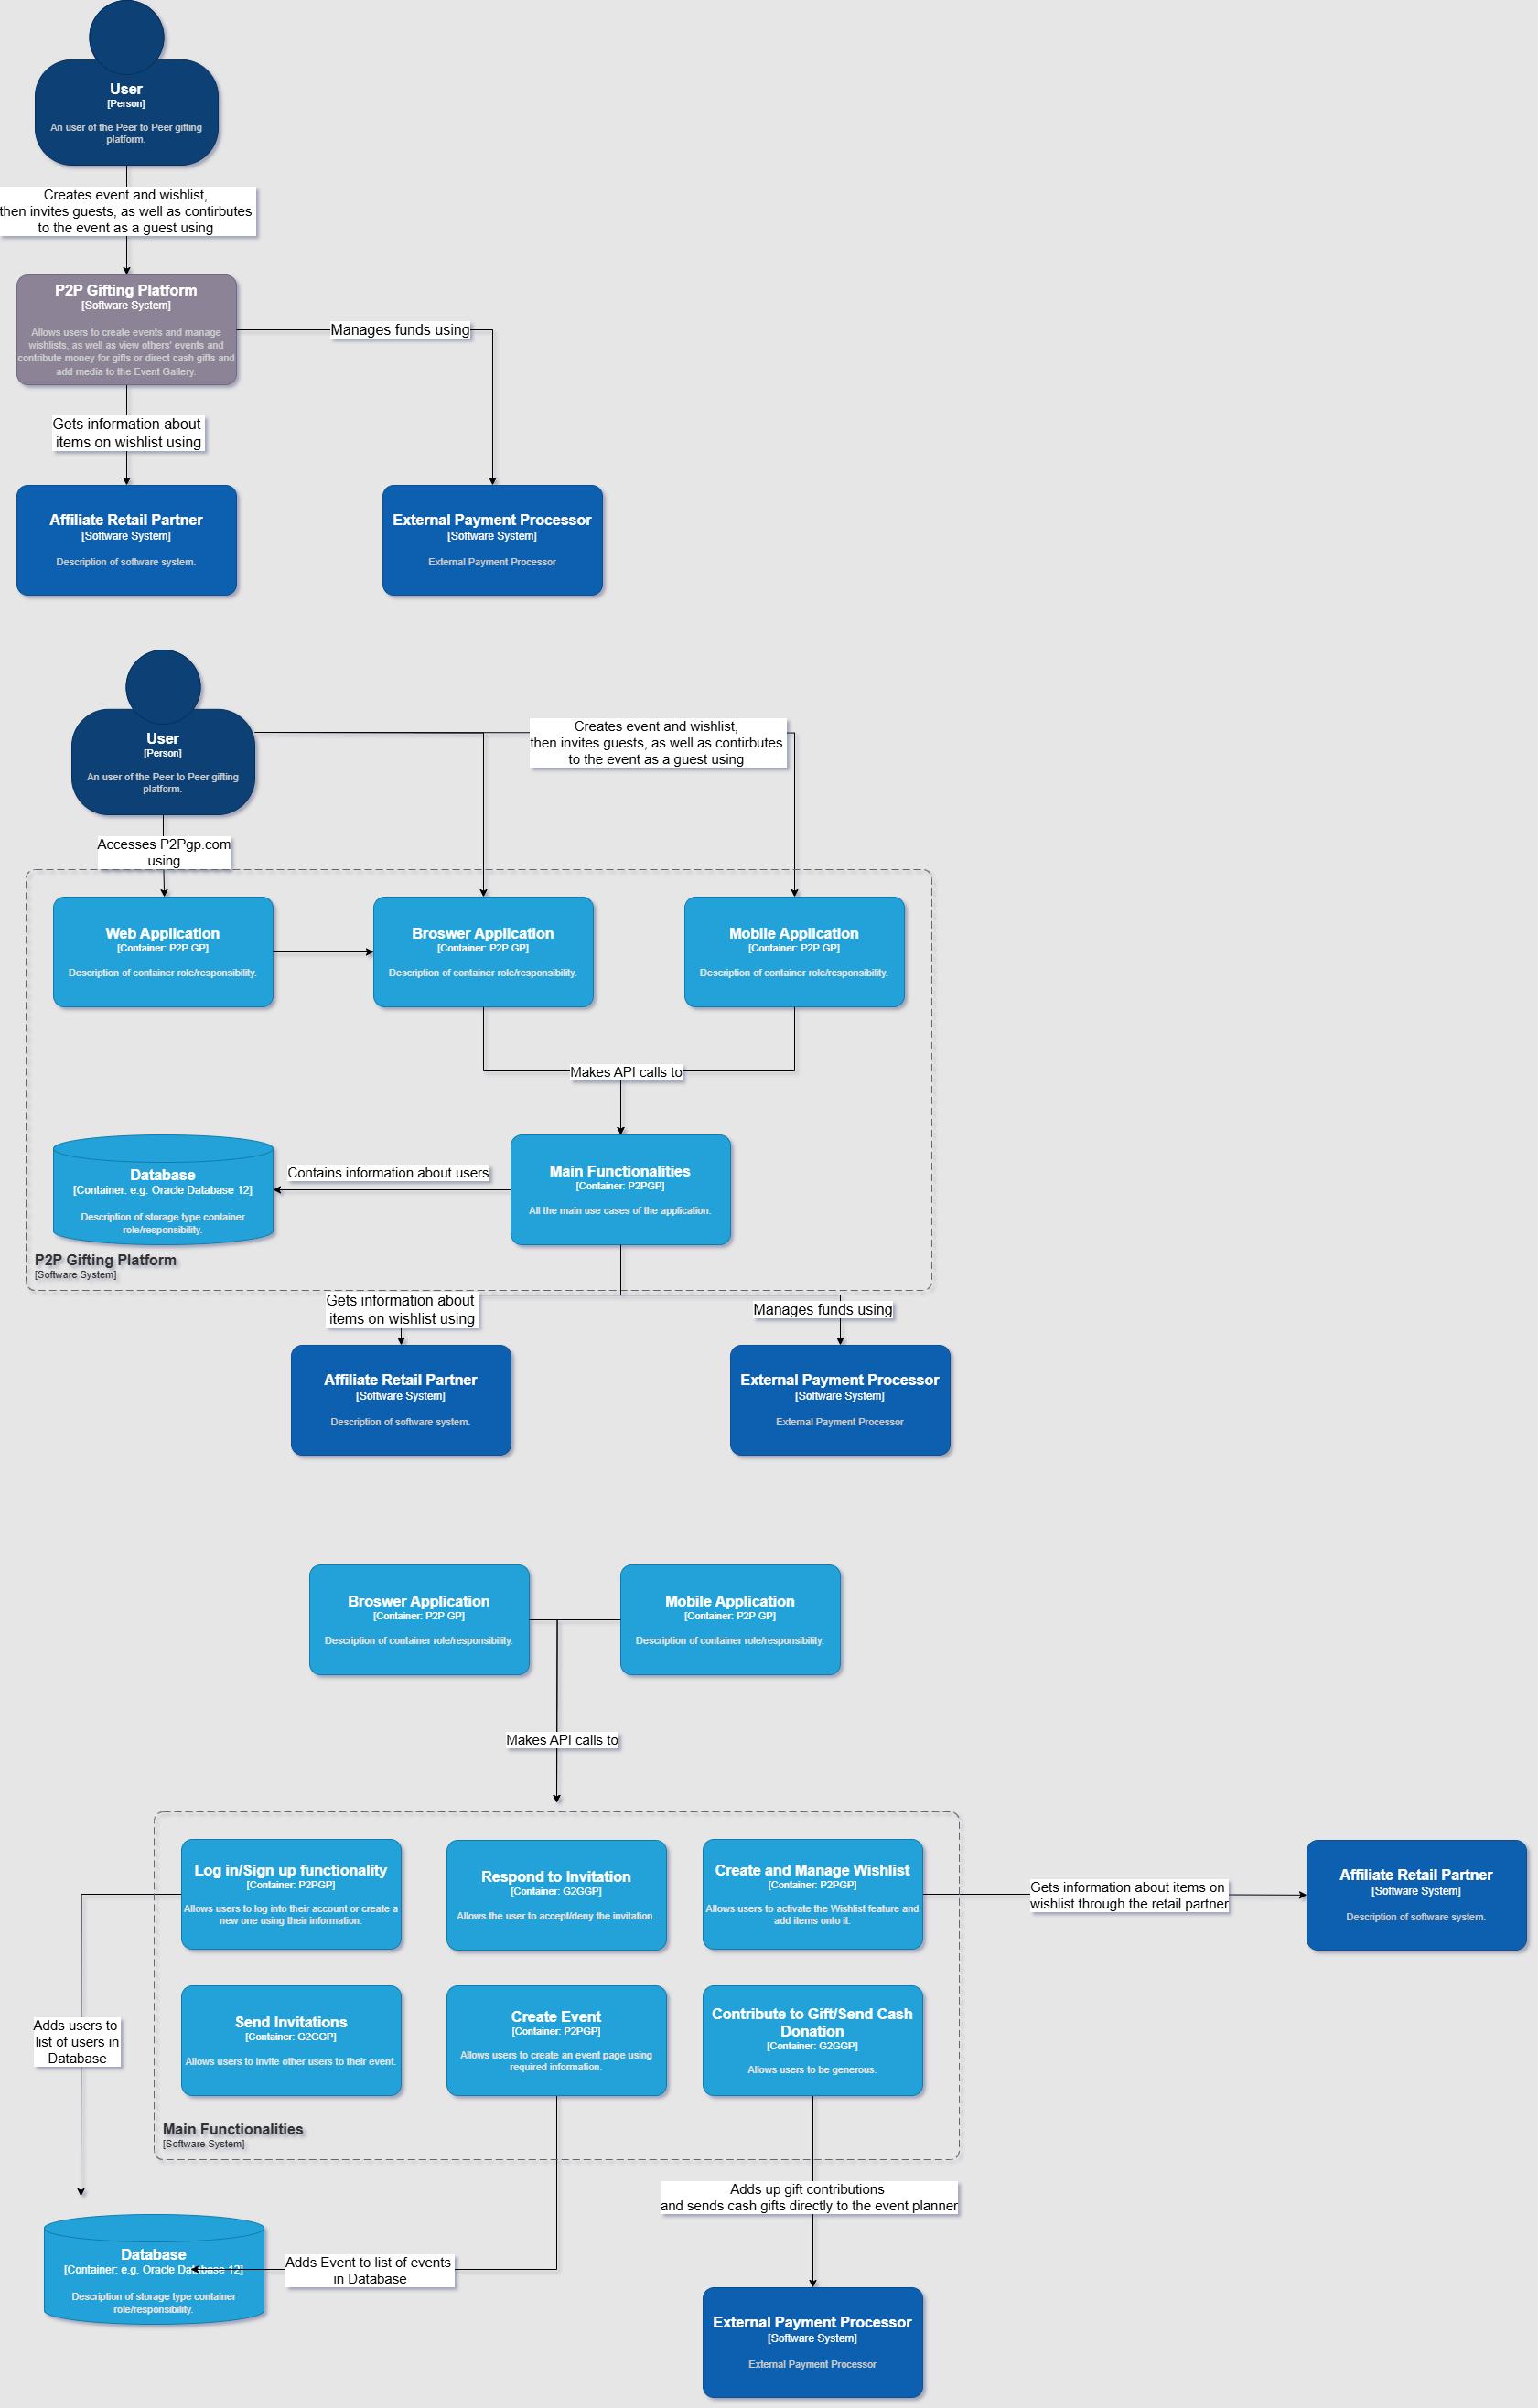 User
[Person]
An user of the Peer to Peer gifting
platform.
Creates event and wishlist,
then invites guests, as well as contirbutes
to the event as a guest using
P2P Gifting Platform
[Software System]
Allows users to create events and manage
wishlists, as well as view others' events and
contribute money for gifts or direct cash gifts and
add media to the Event Gallery.
Manages funds using
Gets information about
items on wishlist using
Affiliate Retail Partner
[Software System]
Description of software system.
External Payment Processor
[Software System]
External Payment Processor
User
[Person]
An user of the Peer to Peer gifting
platform.
Creates event and wishlist,
then invites guests, as well as contirbutes
to the event as a guest using
Accesses P2Pgp.com
using
Web Application
[Container: P2P GP]
Description of container role/responsibility.
Broswer Application
[Container: P2P GP]
Description of container role/responsibility.
Mobile Application
[Container: P2P GP]
Description of container role/responsibility.
Makes API calls to
Database
[Container: e.g. Oracle Database 12]
Description of storage type container
role/responsibility.
Contains information about users
Main Functionalities
[Container: P2PGP]
All the main use cases of the application.
P2P Gifting Platform
[Software System]
Gets information about
items on wishlist using
Manages funds using
Affiliate Retail Partner
[Software System]
Description of software system.
External Payment Processor
[Software System]
External Payment Processor
Broswer Application
[Container: P2P GP]
Description of container role/responsibility.
Mobile Application
[Container: P2P GP]
Description of container role/responsibility.
Makes API calls to
Log in/Sign up functionality
[Container: P2PGP]
Allows users to log into their account or create a
new one using their information.
Respond to Invitation
[Container: G2GGP]
Allows the user to accept/deny the invitation.
Create and Manage Wishlist
[Container: P2PGP]
Allows users to activate the Wishlist feature and
add items onto it.
Gets information about items on
wishlist through the retail partner
Affiliate Retail Partner
[Software System]
Description of software system.
Send Invitations
[Container: G2GGP]
Allows users to invite other users to their event.
Create Event
[Container: P2PGP]
Allows users to create an event page using
required information.
Contribute to Gift/Send Cash
Donation
[Container: G2GGP]
Allows users to be generous.
Adds users to
list of users in
Database
Main Functionalities
[Software System]
Adds up gift contributions
and sends cash gifts directly to the event planner
Database
[Container: e.g. Oracle Database 12]
Description of storage type container
role/responsibility.
Adds Event to list of events
in Database
External Payment Processor
[Software System]
External Payment Processor